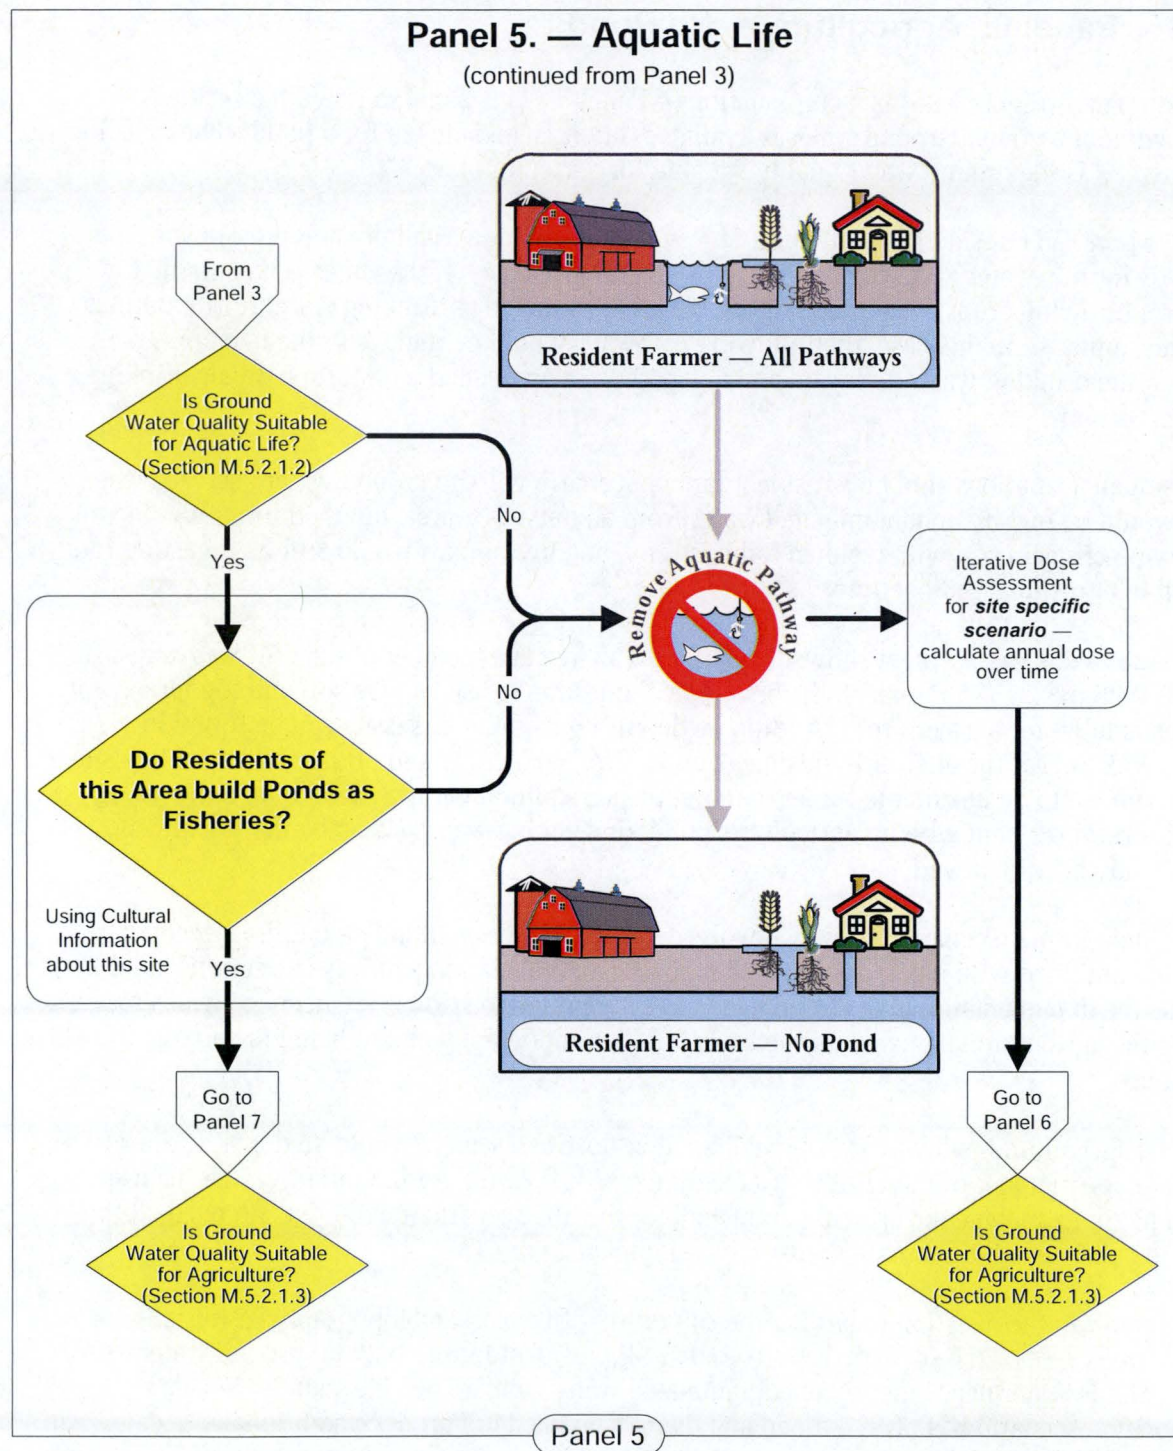 Panel 5. — Aquatic Life
(continued from Panel 3)
From
Panel 3
Is Ground
Water Quality Suitable
for Aquatic Life?
(Section M.5.2.1.2)
No
Yes
Do Residents of
this Area build Ponds as
Fisheries?
No
Using Cultural
Information
about this site
Yes
Go to
Panel 7
Is Ground
Water Quality Suitable
for Agriculture?
(Section M.5.2.1.3)
Resident Farmer — All Pathways
Remove Aquatic Pathway
Iterative Dose
Assessment
for site specific
scenario —
calculate annual dose
over time
Resident Farmer — No Pond
Go to
Panel 6
Is Ground
Water Quality Suitable
for Agriculture?
(Section M.5.2.1.3)
Panel 5